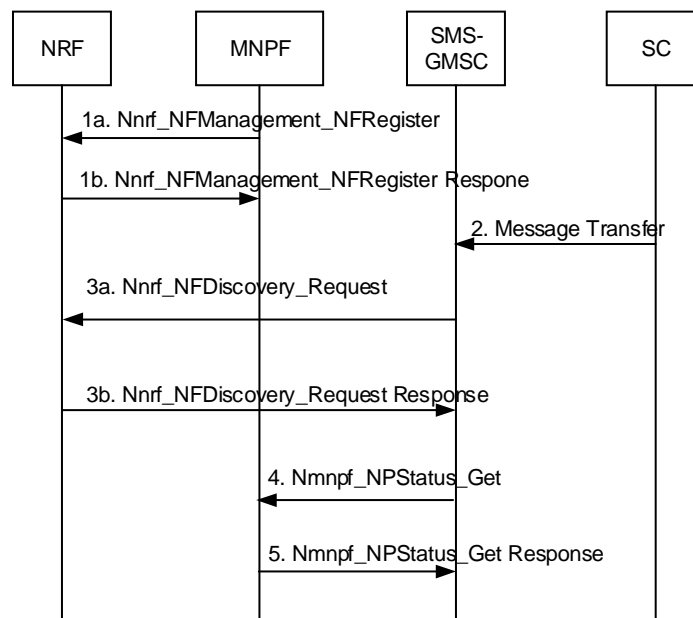 NRF
MNPF
SMS-
GMSC
SC
1a. Nnrf_NFManagement_NFRegister
1b. Nnrf_NFManagement_NFRegister Respone
2. Message Transfer
3a. Nnrf_NFDiscovery_Request
3b. Nnrf_NFDiscovery_Request Response
4. Nmnpf_NPStatus_Get
5. Nmnpf_NPStatus_Get Response